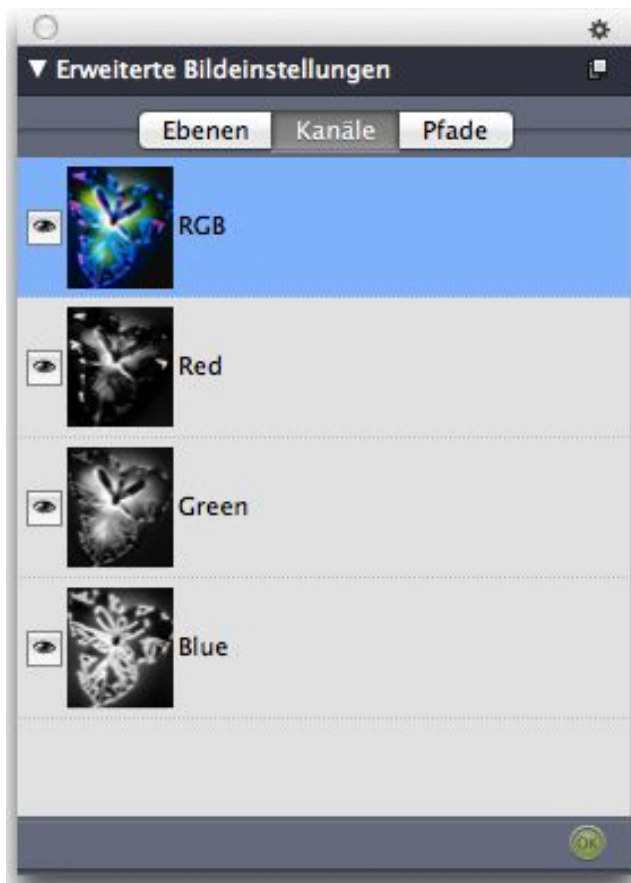 Erweiterte Bildeinstellungen
Ebenen Kanäle Pfade
RGB
Red
Green
Blue
OK